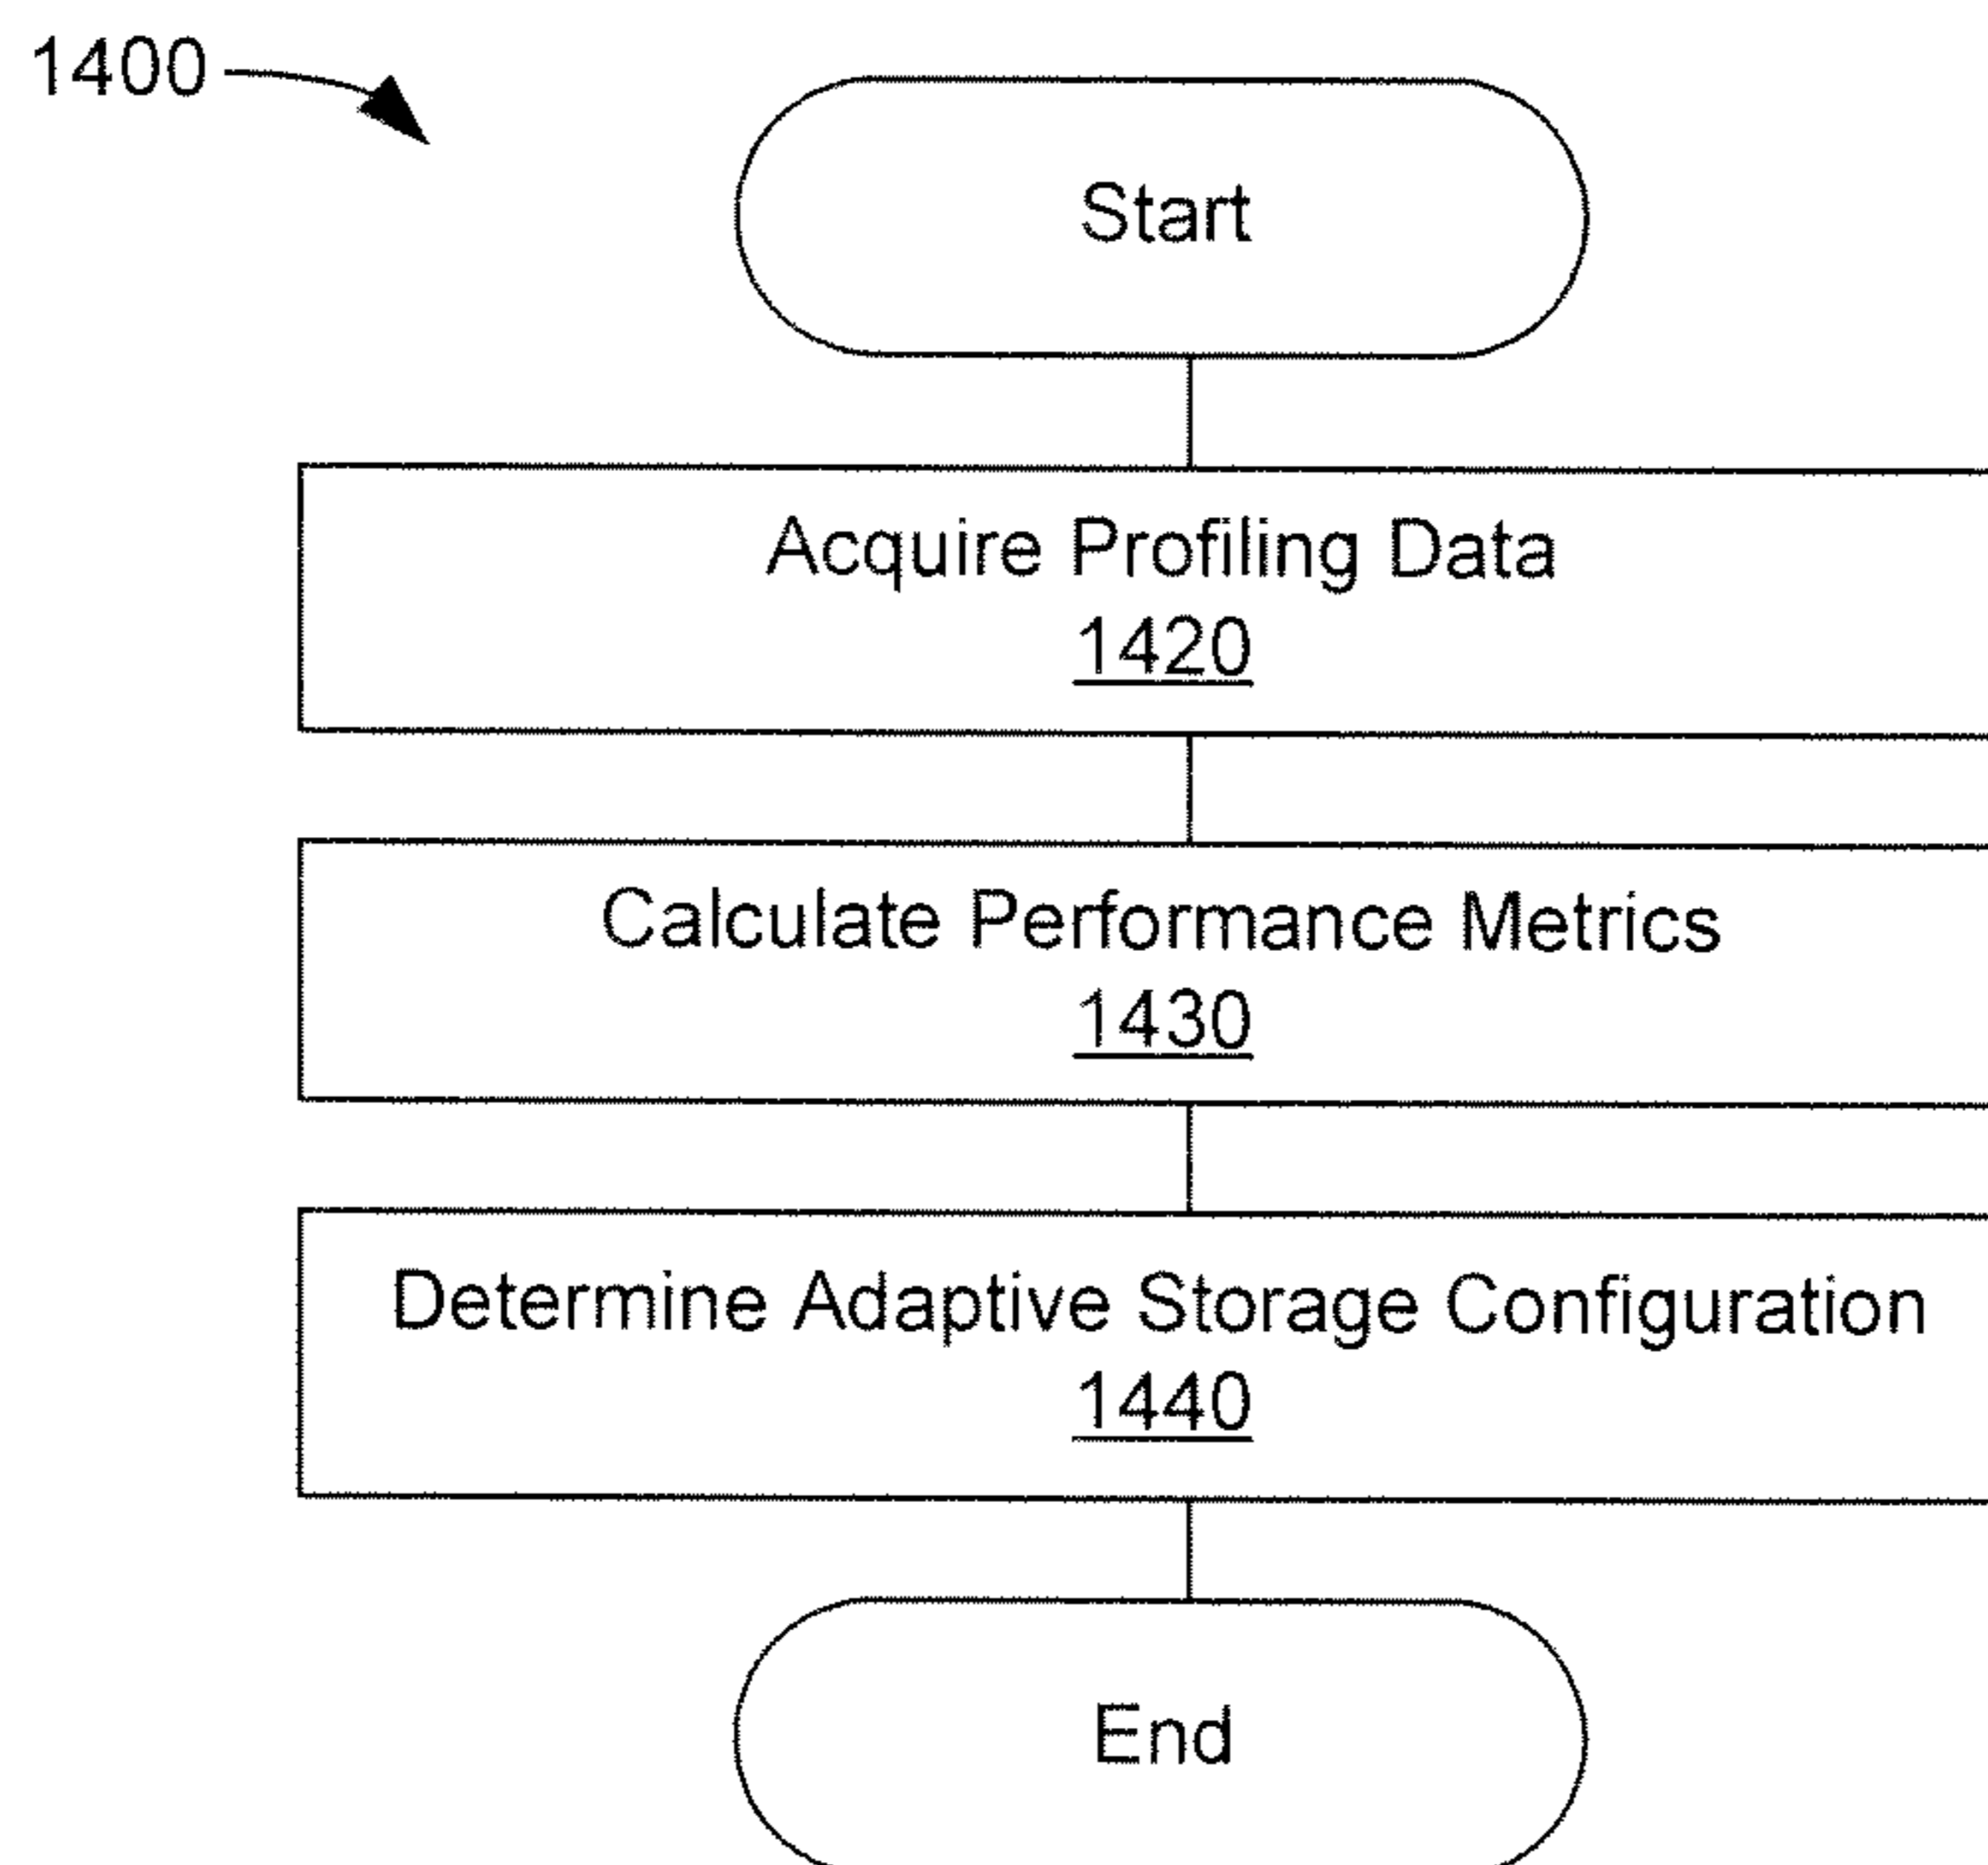 1400
Start
Acquire Profiling Data
1420
Calculate Performance Metrics
1430
Determine Adaptive Storage Configuration
1440
End